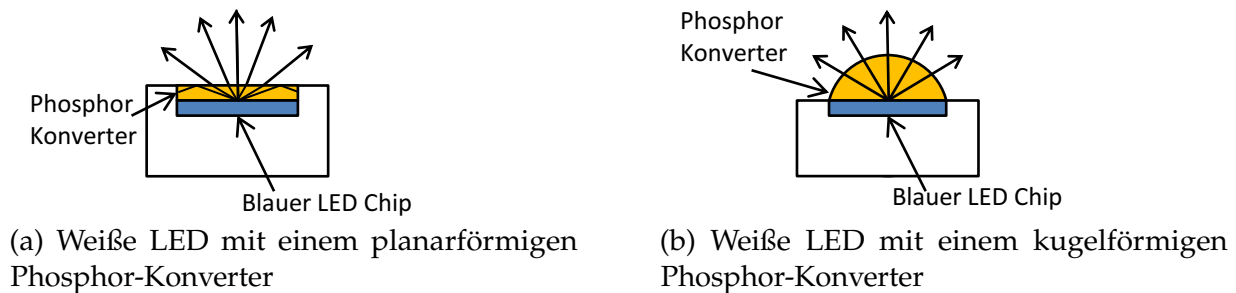 Phosphor
Konverter
Blauer LED Chip
(a) Weiße LED mit einem planarförmigen
Phosphor-Konverter
Phosphor
Konverter
Blauer LED Chip
(b) Weiße LED mit einem kugelförmigen
Phosphor-Konverter